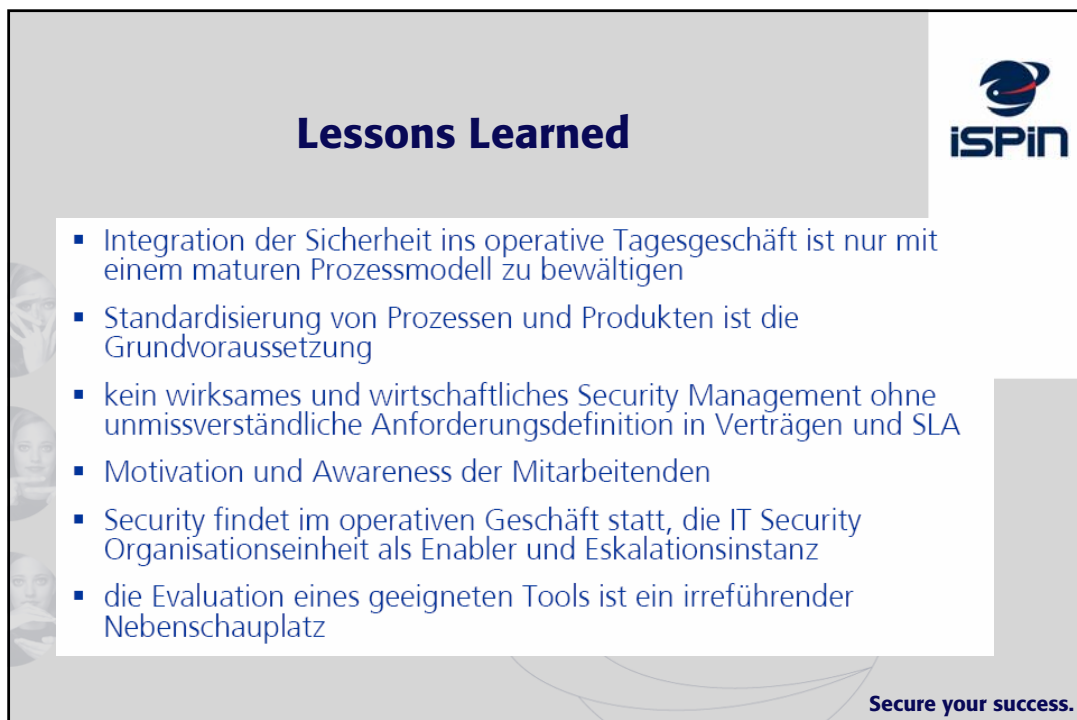 Lessons Learned
iSPiN
▪ Integration der Sicherheit ins operative Tagesgeschäft ist nur mit
einem maturen Prozessmodell zu bewältigen
▪ Standardisierung von Prozessen und Produkten ist die
Grundvoraussetzung
▪ kein wirksames und wirtschaftliches Security Management ohne
unmissverständliche Anforderungsdefinition in Verträgen und SLA
▪ Motivation und Awareness der Mitarbeitenden
▪ Security findet im operativen Geschäft statt, die IT Security
Organisationseinheit als Enabler und Eskalationsinstanz
▪ die Evaluation eines geeigneten Tools ist ein irreführender
Nebenschauplatz
Secure your success.